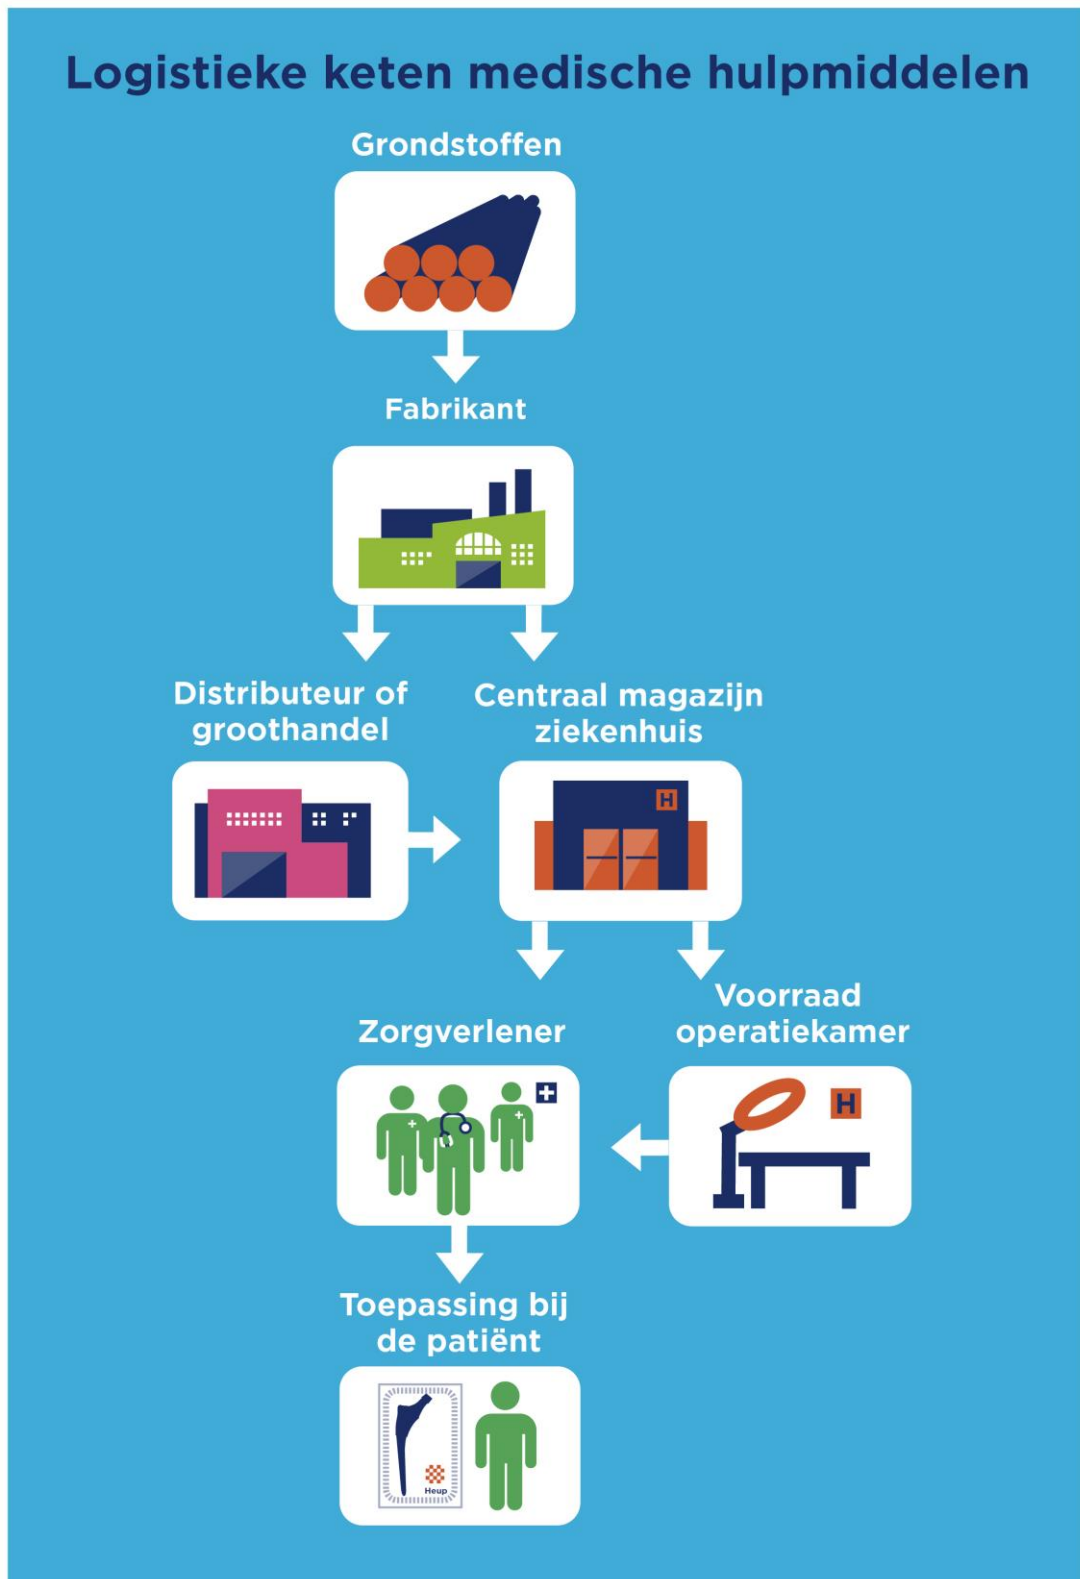 Logistieke keten medische hulpmiddelen
Grondstoffen
Fabrikant
Distributeur of
groothandel
Centraal magazijn
ziekenhuis
H
Zorgverlener
Voorraad
operatiekamer
H
Toepassing bij
de patiënt
Heup